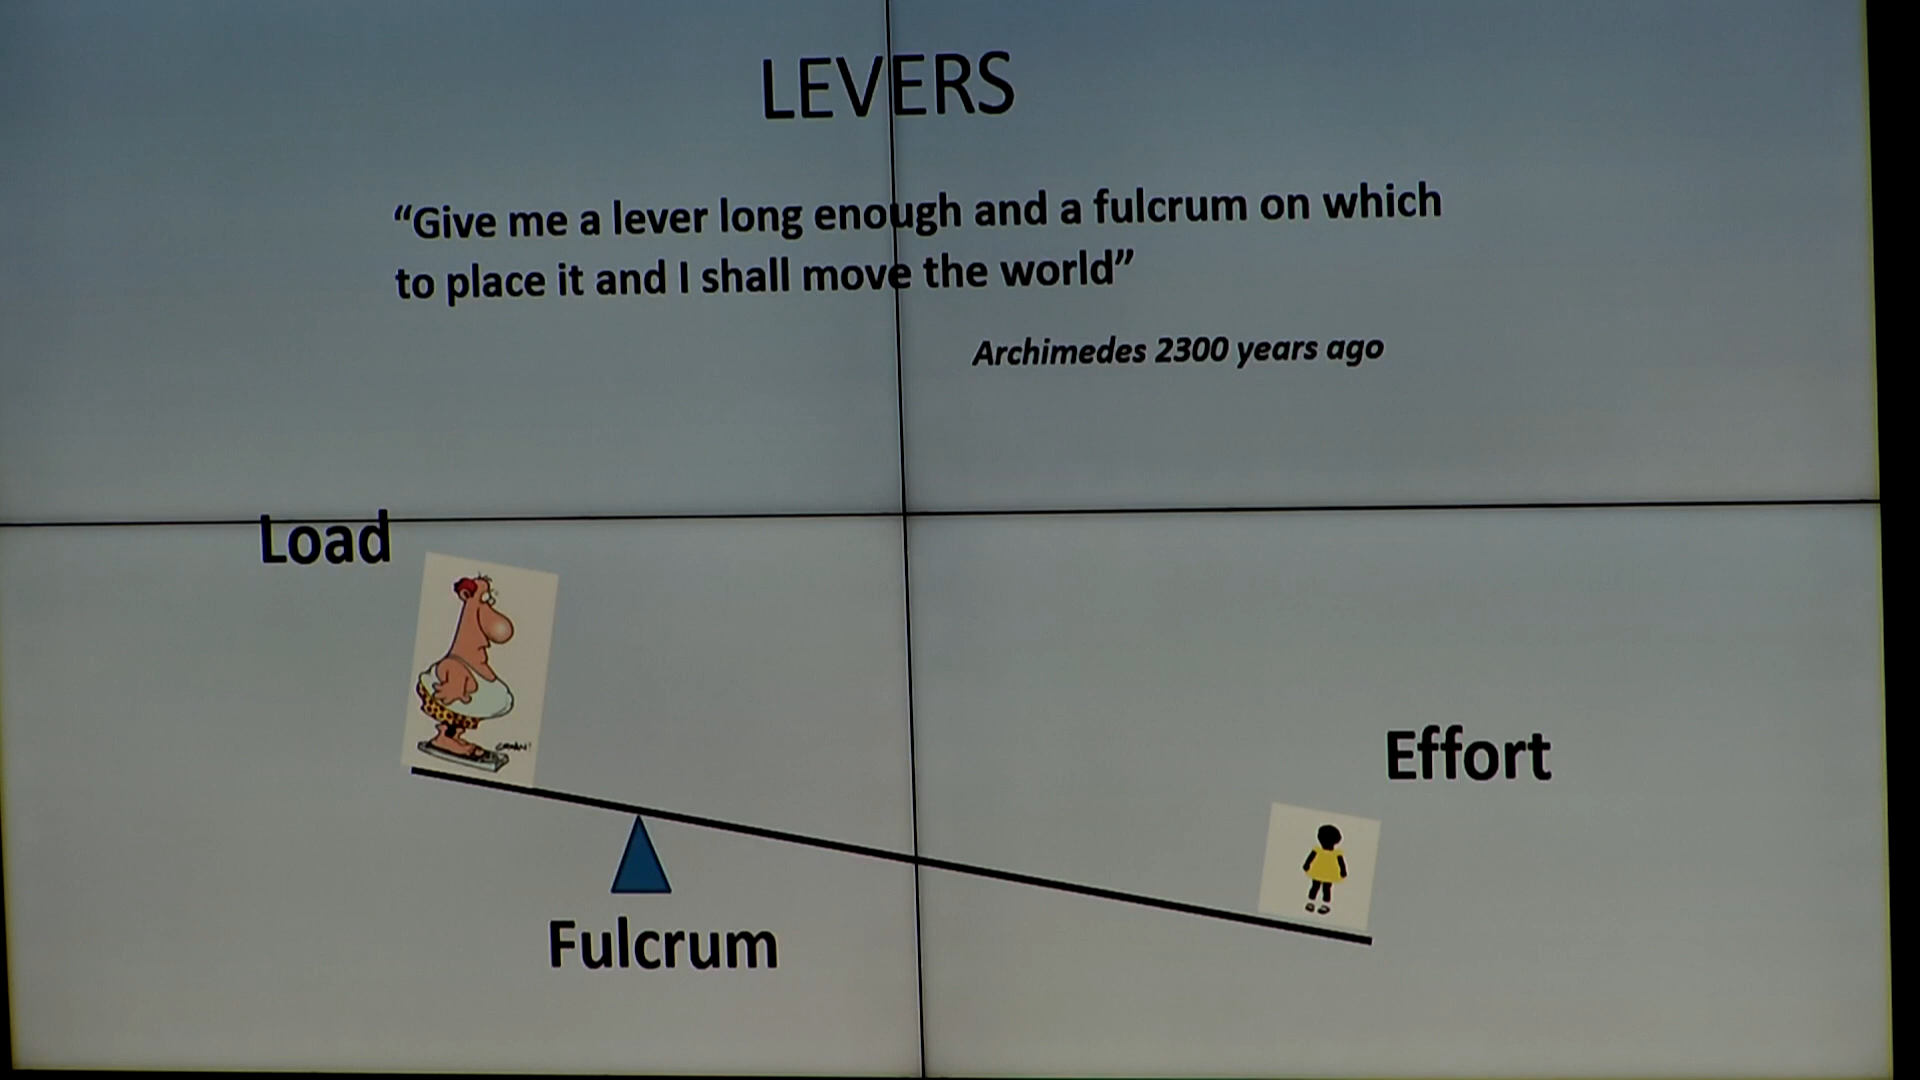 LEVERS
“Give me a lever long enough and a fulcrum on which
to place it and I shall move the world”
Archimedes 2300 years ago
Load
Effort
Fulcrum